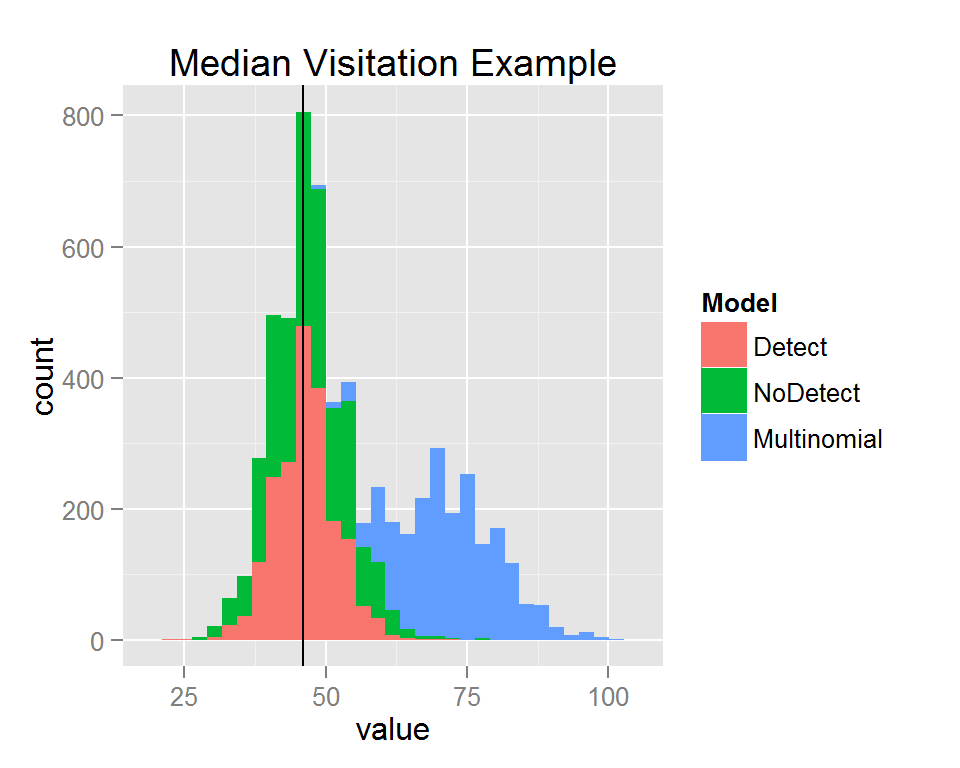 Median Visitation Example
800
600
400
200
0
count
25 50 75 100
value
Model
Detect
NoDetect
Multinomial